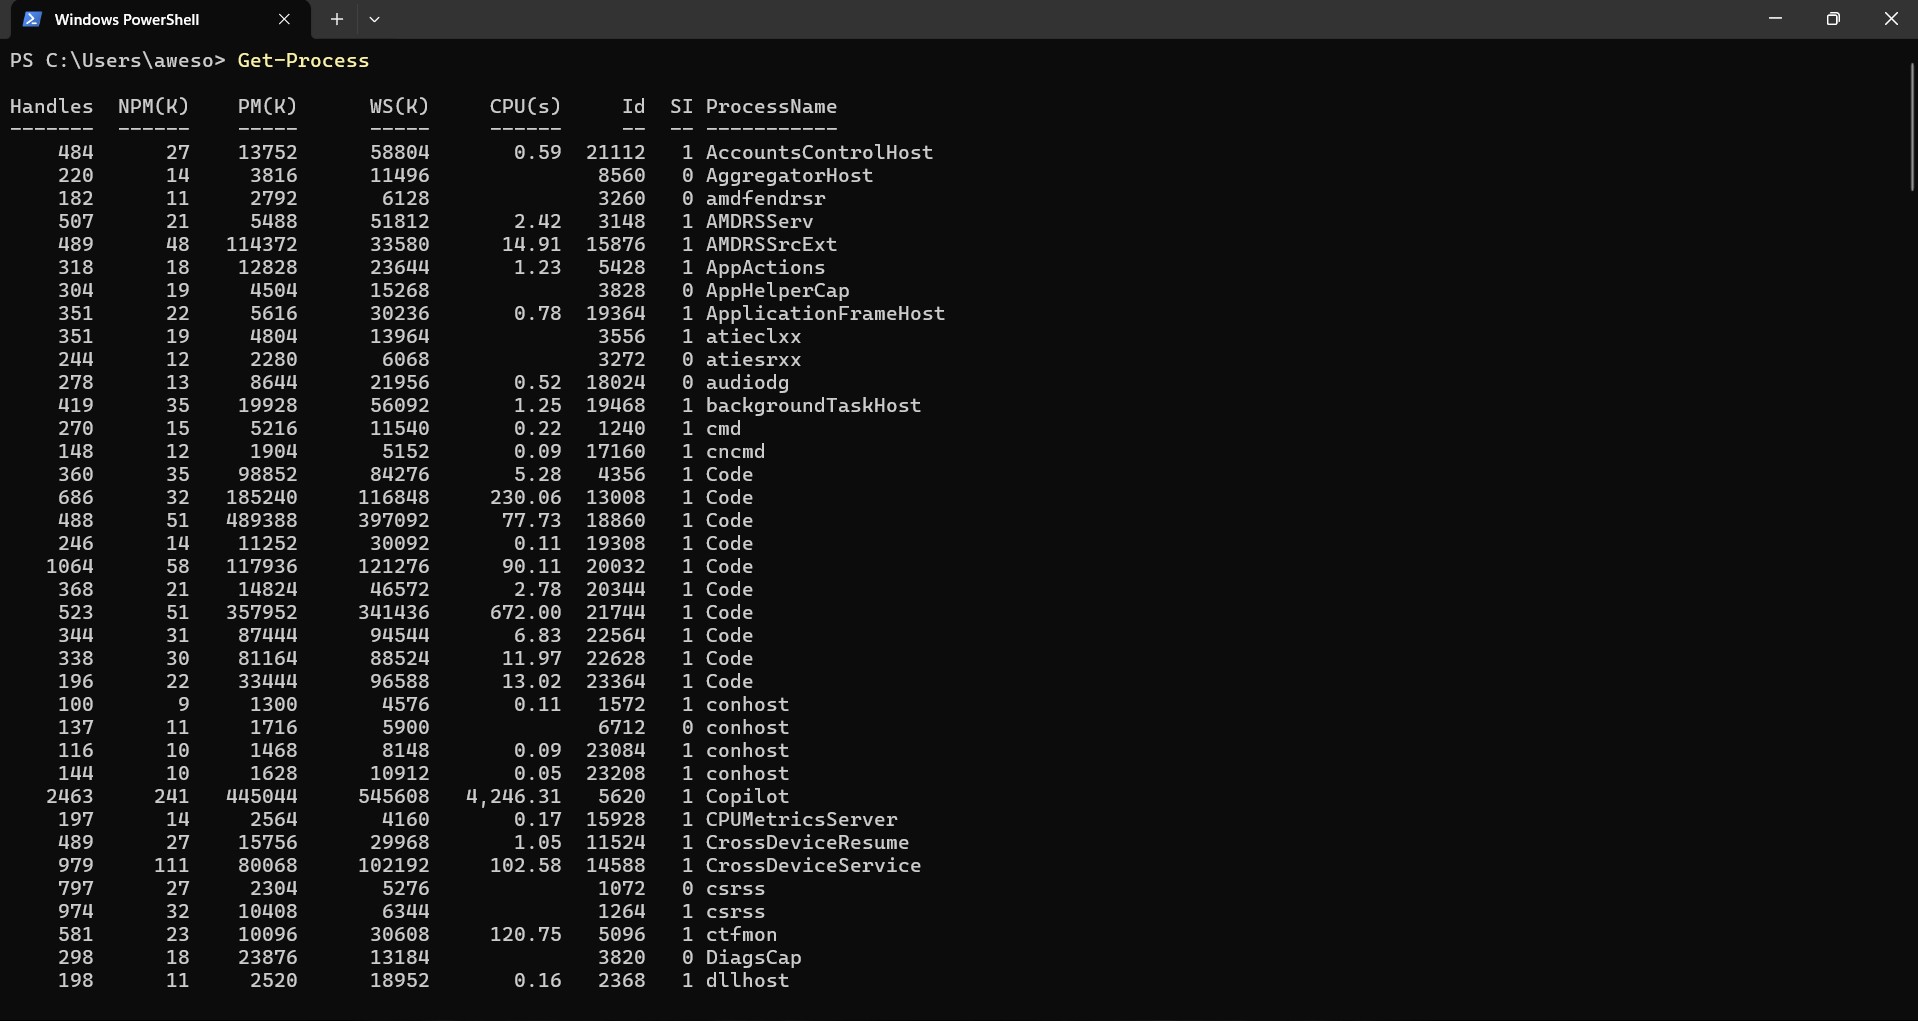 Windows PowerShell
PS C:\Users\aweso> Get-Process
Handles  NPM(K)    PM(K)      WS(K)     CPU(s)     Id  SI ProcessName
-------  ------    -----      -----     ------     --  -- -----------
    484      27    13752      58804       0.59  21112   1 AccountsControlHost
    220      14     3816      11496               8560   0 AggregatorHost
    182      11     2792       6128               3260   0 amdfendrsr
    507      21     5488      51812       2.42   3148   1 AMDRSServ
    489      48   114372      33580      14.91  15876   1 AMDRSSrcExt
    318      18    12828      23644       1.23   5428   1 AppActions
    304      19     4504      15268               3828   0 AppHelperCap
    351      22     5616      30236       0.78  19364   1 ApplicationFrameHost
    351      19     4804      13964               3556   1 atieclxx
    244      12     2280       6068               3272   0 atiesrxx
    278      13     8644      21956       0.52  18024   0 audiodg
    419      35    19928      56092       1.25  19468   1 backgroundTaskHost
    270      15     5216      11540       0.22   1240   1 cmd
    148      12     1904       5152       0.09  17160   1 cncmd
    360      35    98852      84276       5.28   4356   1 Code
    686      32   185240     116848     230.06  13008   1 Code
    488      51   489388     397092      77.73  18860   1 Code
    246      14    11252      30092       0.11  19308   1 Code
   1064      58   117936     121276      90.11  20032   1 Code
    368      21    14824      46572       2.78  20344   1 Code
    523      51   357952     341436     672.00  21744   1 Code
    344      31    87444      94544       6.83  22564   1 Code
    338      30    81164      88524      11.97  22628   1 Code
    196      22    33444      96588      13.02  23364   1 Code
    100       9     1300       4576       0.11   1572   1 conhost
    137      11     1716       5900               6712   0 conhost
    116      10     1468       8148       0.09  23084   1 conhost
    144      10     1628      10912       0.05  23208   1 conhost
   2463     241   445044     545608   4,246.31   5620   1 Copilot
    197      14     2564       4160       0.17  15928   1 CPUMetricsServer
    489      27    15756      29968       1.05  11524   1 CrossDeviceResume
    979     111    80068     102192     102.58  14588   1 CrossDeviceService
    797      27     2304       5276               1072   0 csrss
    974      32    10408       6344               1264   1 csrss
    581      23    10096      30608     120.75   5096   1 ctfmon
    298      18    23876      13184               3820   0 DiagsCap
    198      11     2520      18952       0.16   2368   1 dllhost